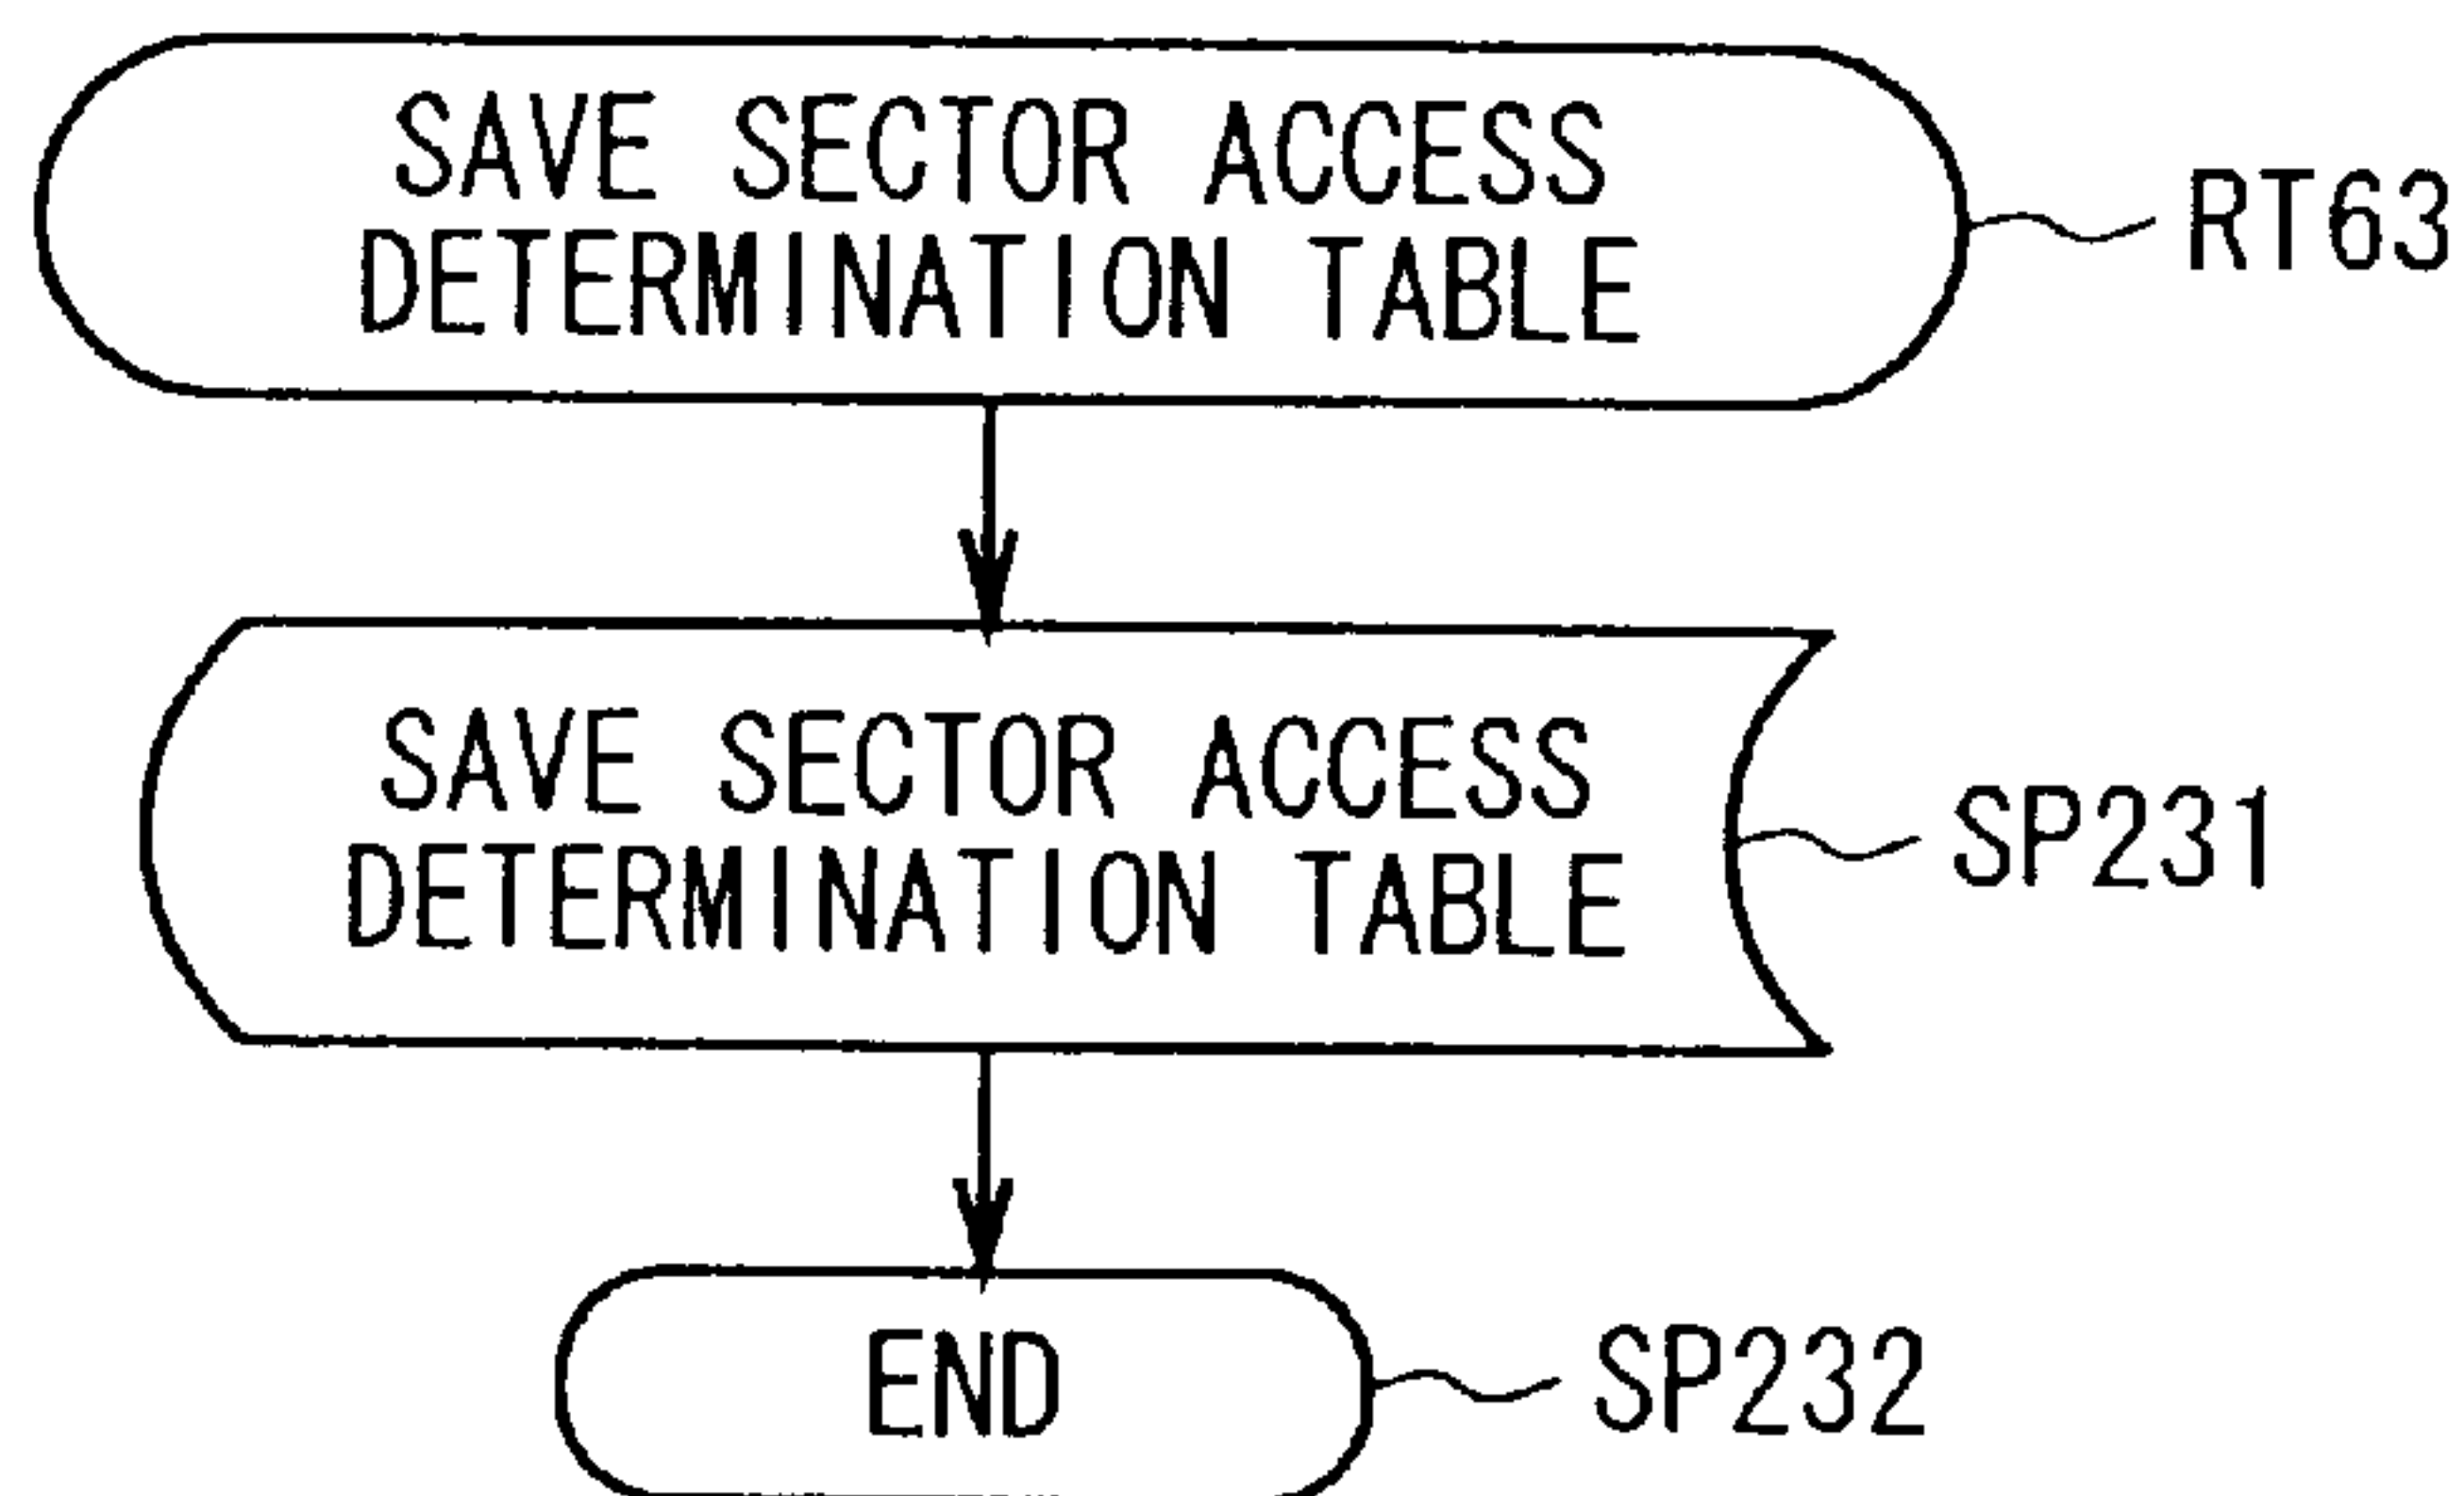 SAVE SECTOR ACCESS
DETERMINATION TABLE
RT63
SAVE SECTOR ACCESS
DETERMINATION TABLE
SP231
END
SP232